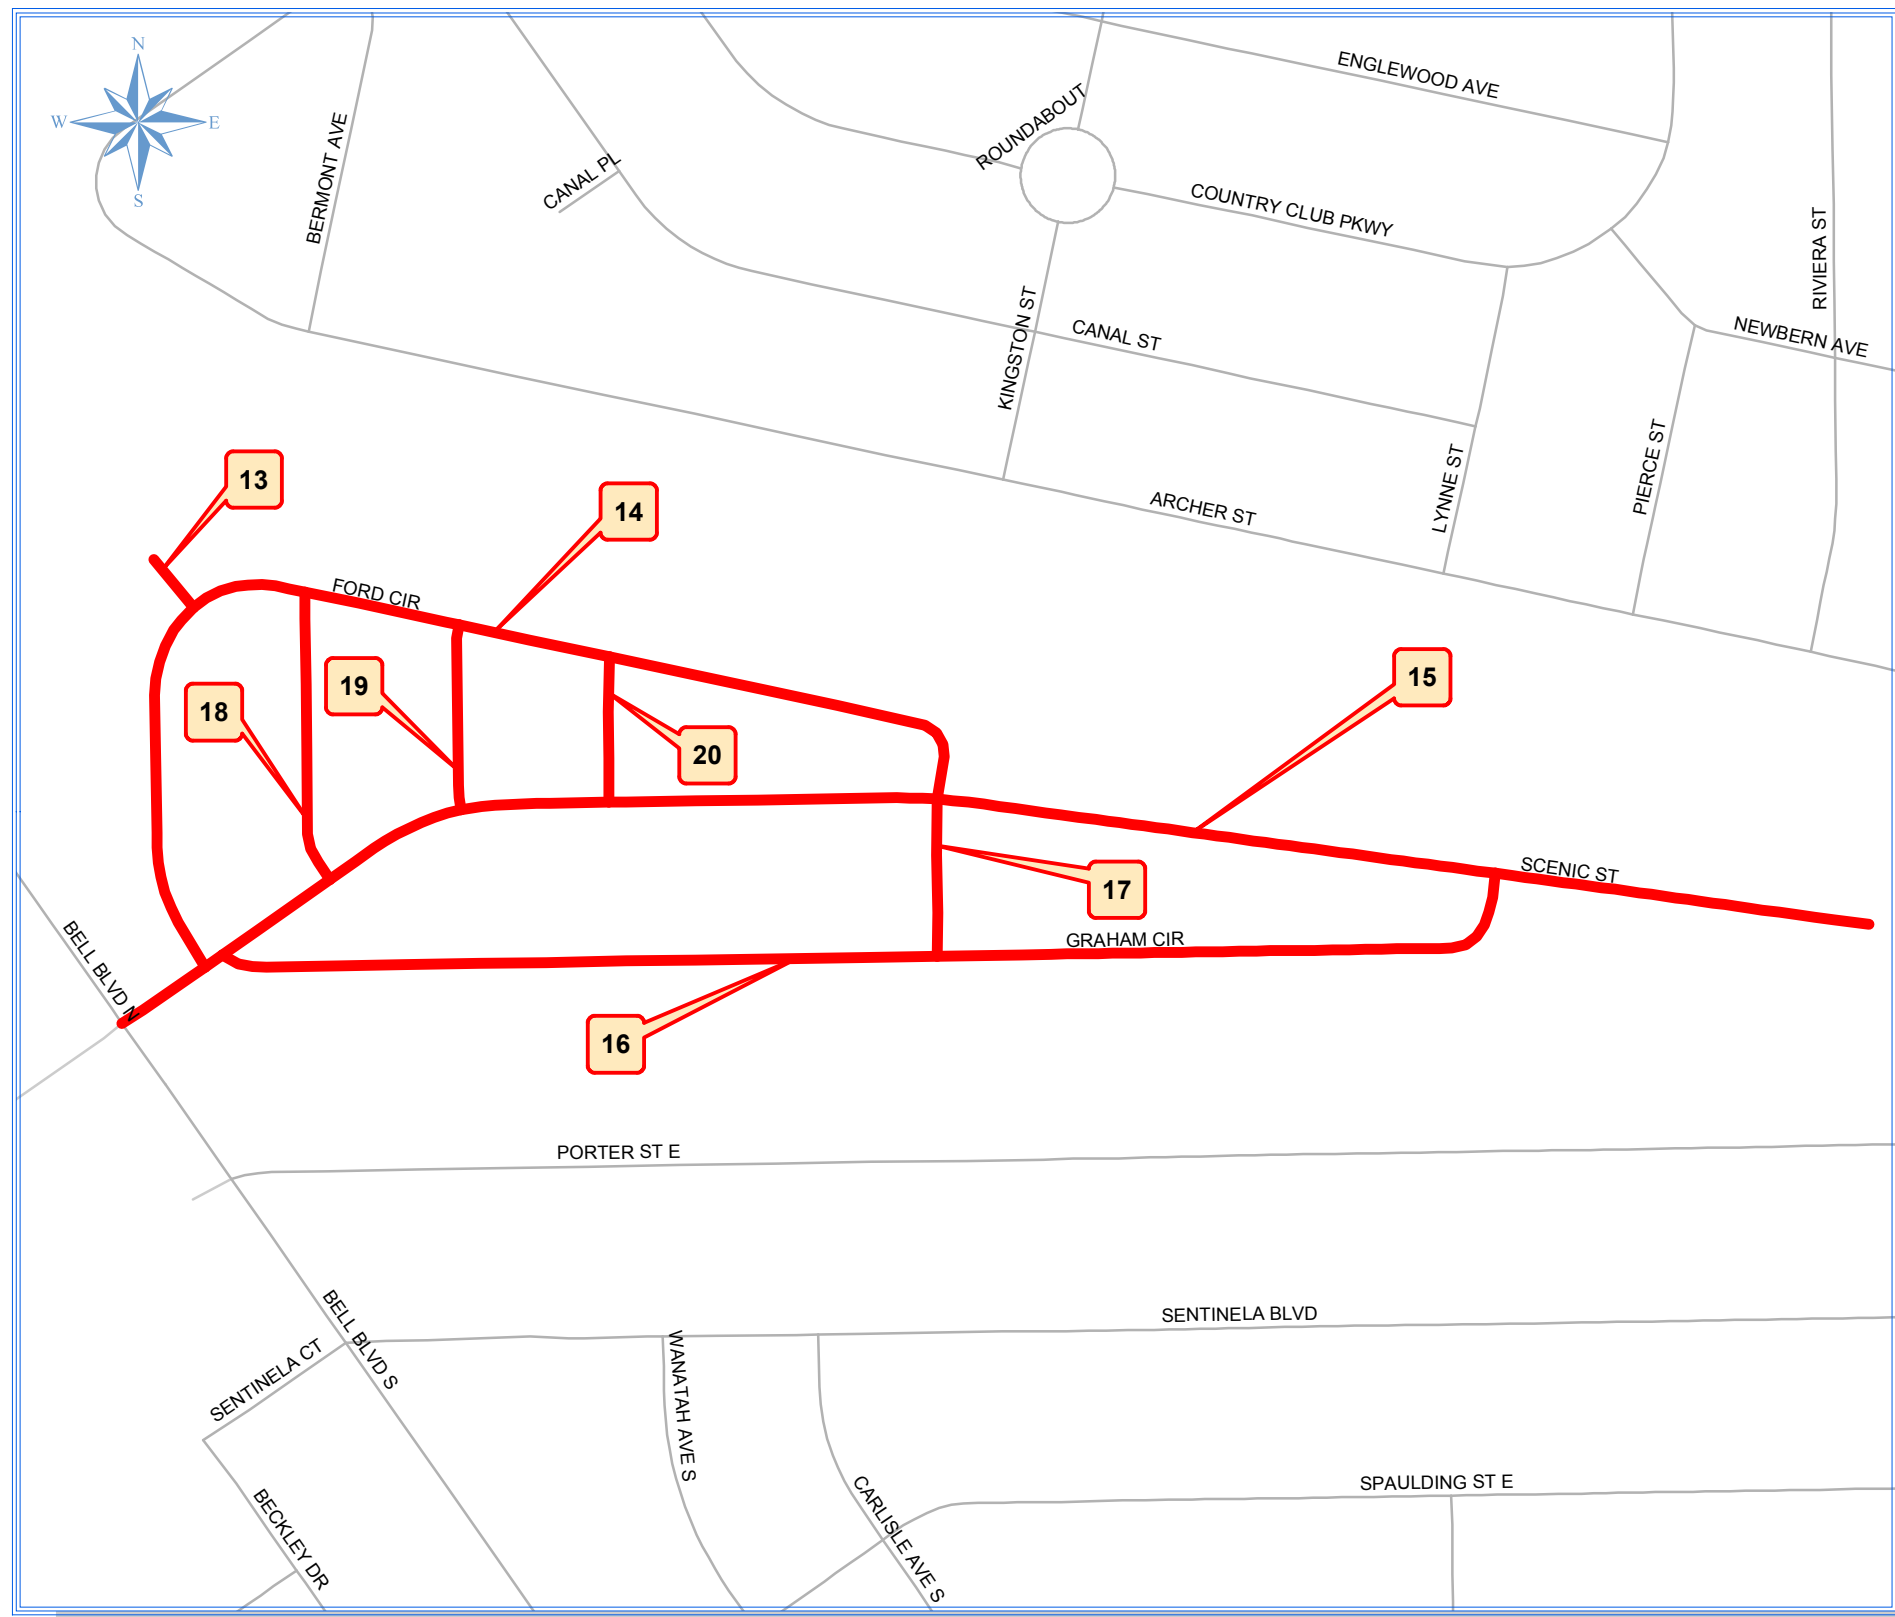 N
W
E
S
BERMONT AVE
CANAL PL
ROUNDABOUT
ENGLEWOOD AVE
COUNTRY CLUB PKWY
RIVIERA ST
NEWBERN AVE
KINGSTON ST
CANAL ST
LYNNE ST
PIERCE ST
ARCHER ST
13
14
FORD CIR
15
18
19
20
SCENIC ST
17
GRAHAM CIR
BELL BLVD N
16
PORTER ST E
BELL BLVD S
SENTINELA BLVD
SENTINELA CT
WANATAH AVE S
CARLISLE AVE S
SPAULDING ST E
BECKLEY DR